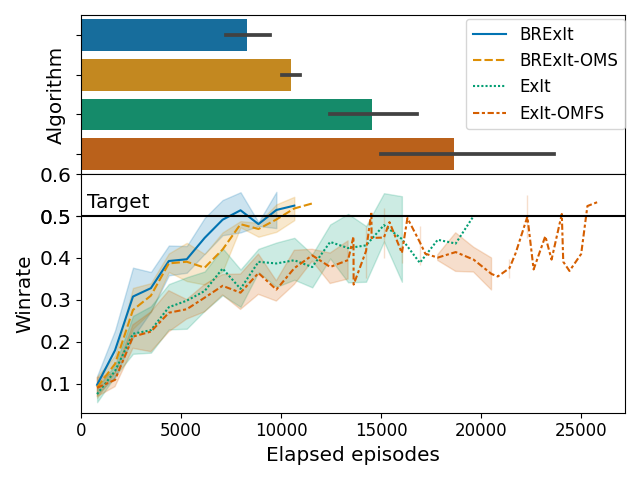 Algorithm
BRExIt
BRExIt-OMS
ExIt
ExIt-OMFS
0.6
Target
0.5
0.4
0.3
0.2
0.1
Winrate
0 5000 10000 15000 20000 25000
Elapsed episodes